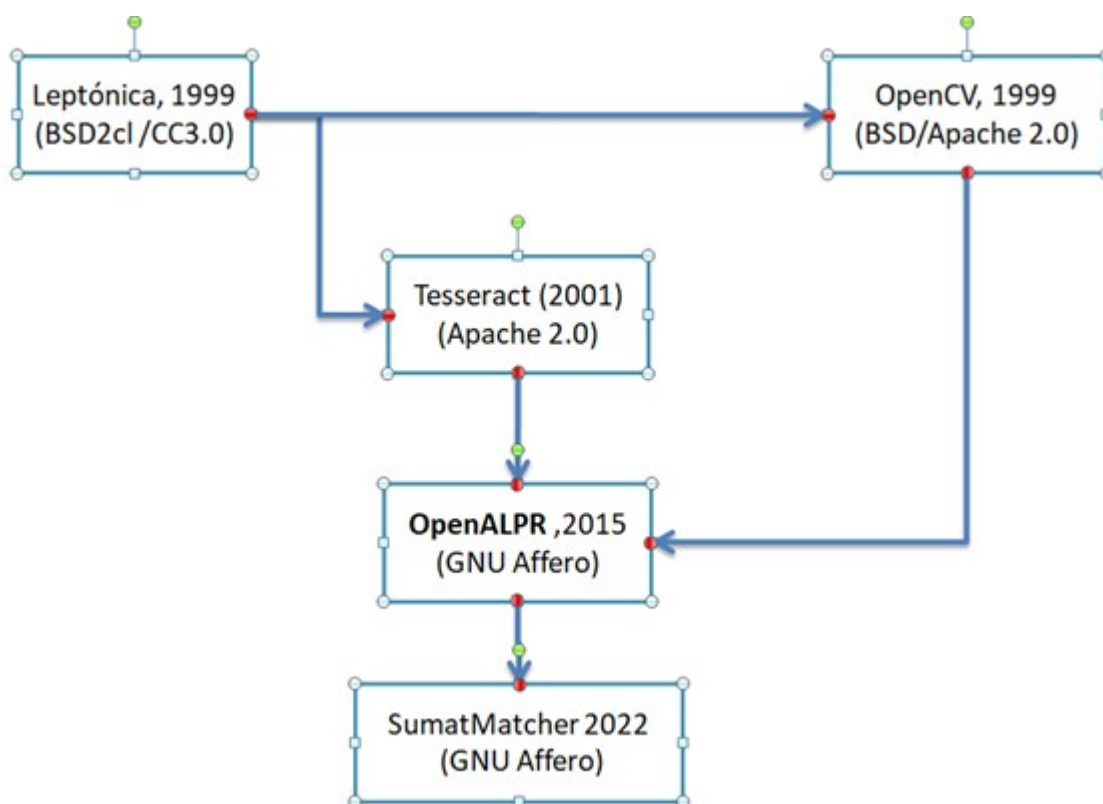 Leptónica, 1999
(BSD2cl /CC3.0)
OpenCV, 1999
(BSD/Apache 2.0)
Tesseract (2001)
(Apache 2.0)
OpenALPR ,2015
(GNU Affero)
SumatMatcher 2022
(GNU Affero)